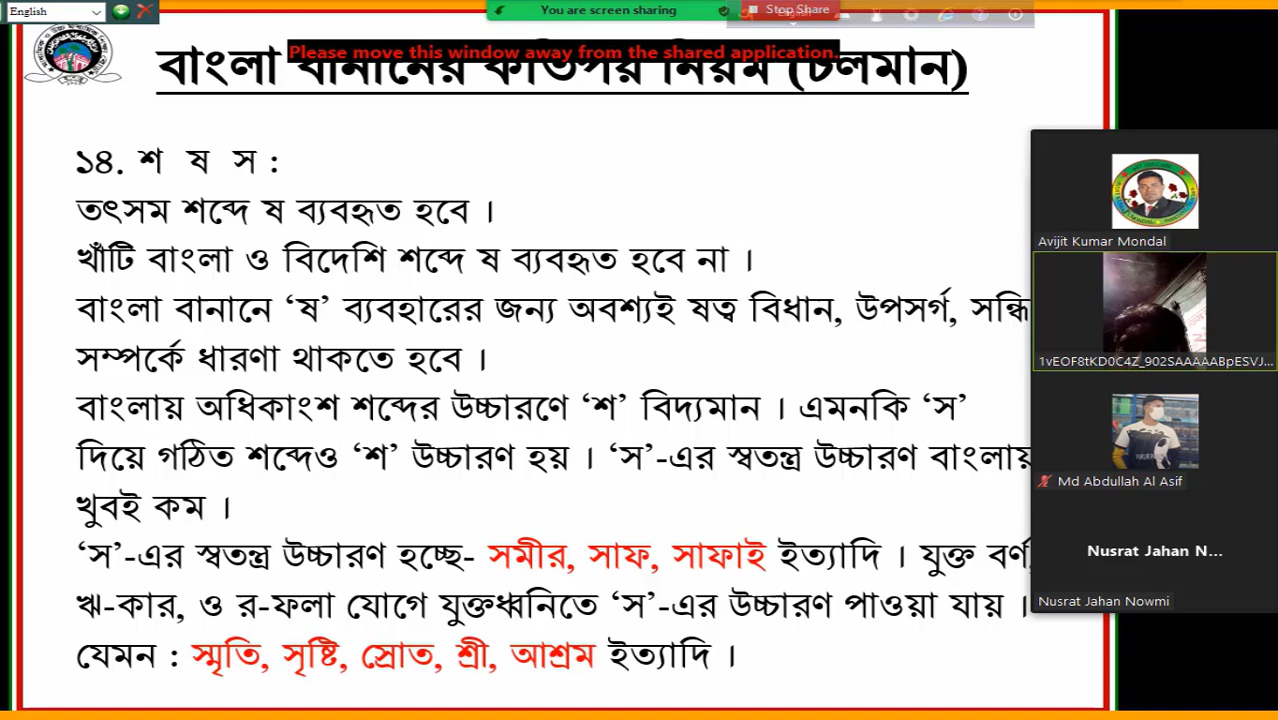 English
You are screen sharing
Stop Share
English
Please move this window away from the shared application.
বাংলা বানানের কতিপয় নিয়ম (চলমান)
১৪. শ ষ স :
তৎসম শব্দে ষ ব্যবহৃত হবে ।
খাঁটি বাংলা ও বিদেশি শব্দে ষ ব্যবহৃত হবে না ।
বাংলা বানানে ‘ষ’ ব্যবহারের জন্য অবশ্যই ষত্ব বিধান, উপসর্গ, সন্ধি
সম্পর্কে ধারণা থাকতে হবে ।
বাংলায় অধিকাংশ শব্দের উচ্চারণে ‘শ’ বিদ্যমান । এমনকি ‘স’
দিয়ে গঠিত শব্দেও ‘শ’ উচ্চারণ হয় । ‘স’-এর স্বতন্ত্র উচ্চারণ বাংলায়
খুবই কম ।
‘স’-এর স্বতন্ত্র উচ্চারণ হচ্ছে- সমীর, সাফ, সাফাই ইত্যাদি । যুক্ত বর্ণ,
ঋ-কার, ও র-ফলা যোগে যুক্তধ্বনিতে ‘স’-এর উচ্চারণ পাওয়া যায় ।
যেমন : স্মৃতি, সৃষ্টি, স্রোত, শ্রী, আশ্রম ইত্যাদি ।
Avijit Kumar Mondal
1vEOF8tKD0C4Z_902SAAAAABpESVJ...
Md Abdullah Al Asif
Nusrat Jahan N...
Nusrat Jahan Nowmi